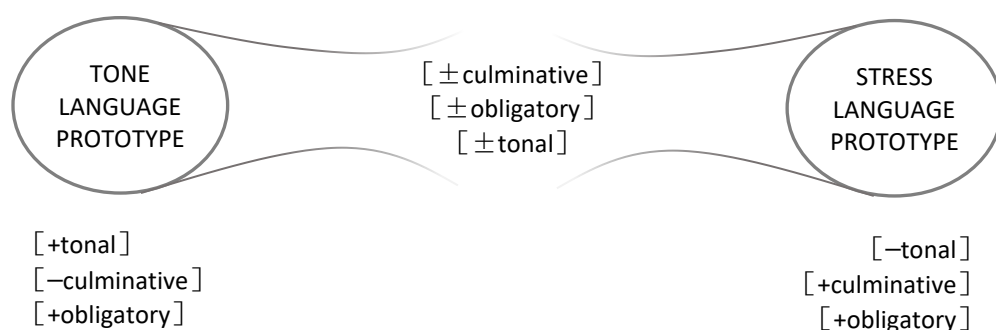 TONE
LANGUAGE
PROTOTYPE
[±culminative]
[±obligatory]
[±tonal]
STRESS
LANGUAGE
PROTOTYPE
[+tonal]
[–culminative]
[+obligatory]
[–tonal]
[+culminative]
[+obligatory]